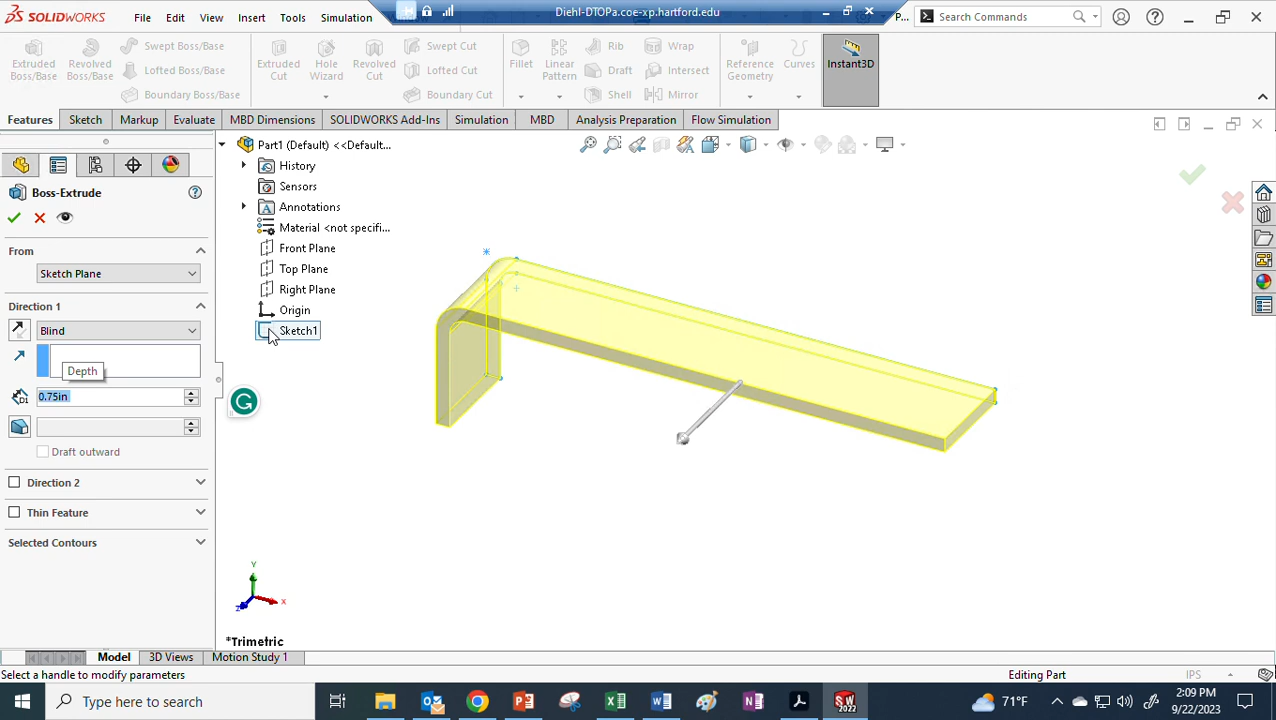 SOLIDWORKS
File Edit View Insert Tools Simulation
Diehl-DTOPa.coe-xp.hartford.edu
P...
Search Commands
Extruded Boss/Base
Revolved Boss/Base
Swept Boss/Base
Lofted Boss/Base
Boundary Boss/Base
Extruded Cut
Hole Wizard
Revolved Cut
Swept Cut
Lofted Cut
Boundary Cut
Fillet
Linear Pattern
Rib
Draft
Shell
Wrap
Intersect
Mirror
Reference Geometry
Curves
Instant3D
Features Sketch Markup Evaluate MBD Dimensions SOLIDWORKS Add-Ins Simulation MBD Analysis Preparation Flow Simulation
Boss-Extrude
From
Sketch Plane
Direction 1
Blind
Depth
D1
0.75in
Draft outward
Direction 2
Thin Feature
Selected Contours
Part1 (Default) <<Default...
History
Sensors
Annotations
Material <not specifi...
Front Plane
Top Plane
Right Plane
Origin
Sketch1
Y
X
Z
*Trimetric
Model 3D Views Motion Study 1
Select a handle to modify parameters
Editing Part
IPS
Type here to search
71°F
2:09 PM
9/22/2023